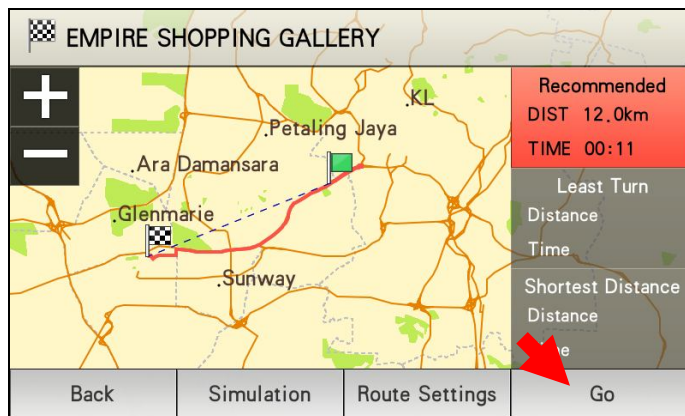 EMPIRE SHOPPING GALLERY
Recommended
DIST 12.0km
TIME 00:11
Least Turn
Distance
Time
Shortest Distance
Distance
.KL
.Petaling Jaya
.Ara Damansara
.Glenmarie
.Sunway
Back
Simulation
Route Settings
Go